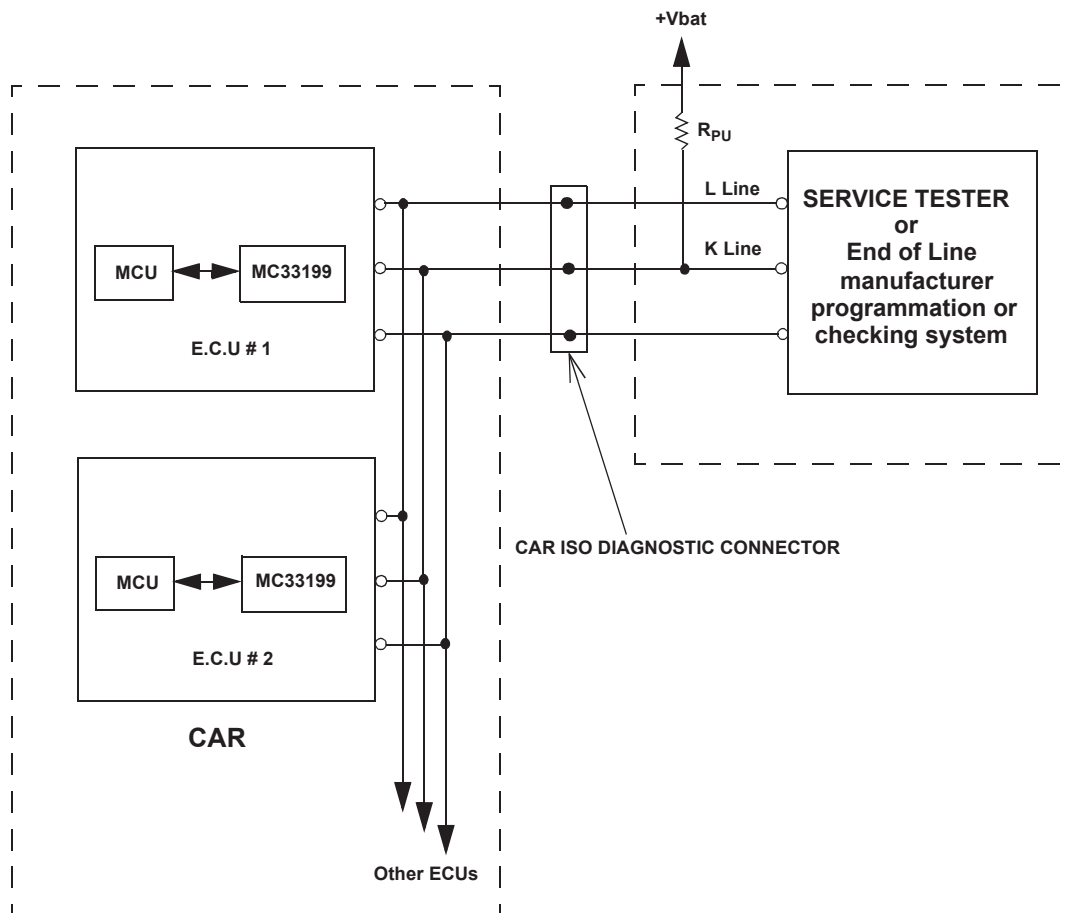 +Vbat
RPU
L Line
K Line
SERVICE TESTER
or
End of Line
manufacturer
programmation or
checking system
MCU
MC33199
E.C.U # 1
CAR ISO DIAGNOSTIC CONNECTOR
MCU
MC33199
E.C.U # 2
CAR
Other ECUs